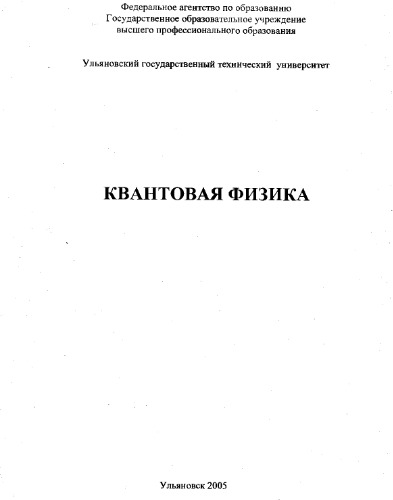 Федеральное агентство по образованию
Государственное образовательное учреждение
высшего профессионального образования
Ульяновский государственный технический университет
КВАНТОВАЯ ФИЗИКА
Ульяновск 2005